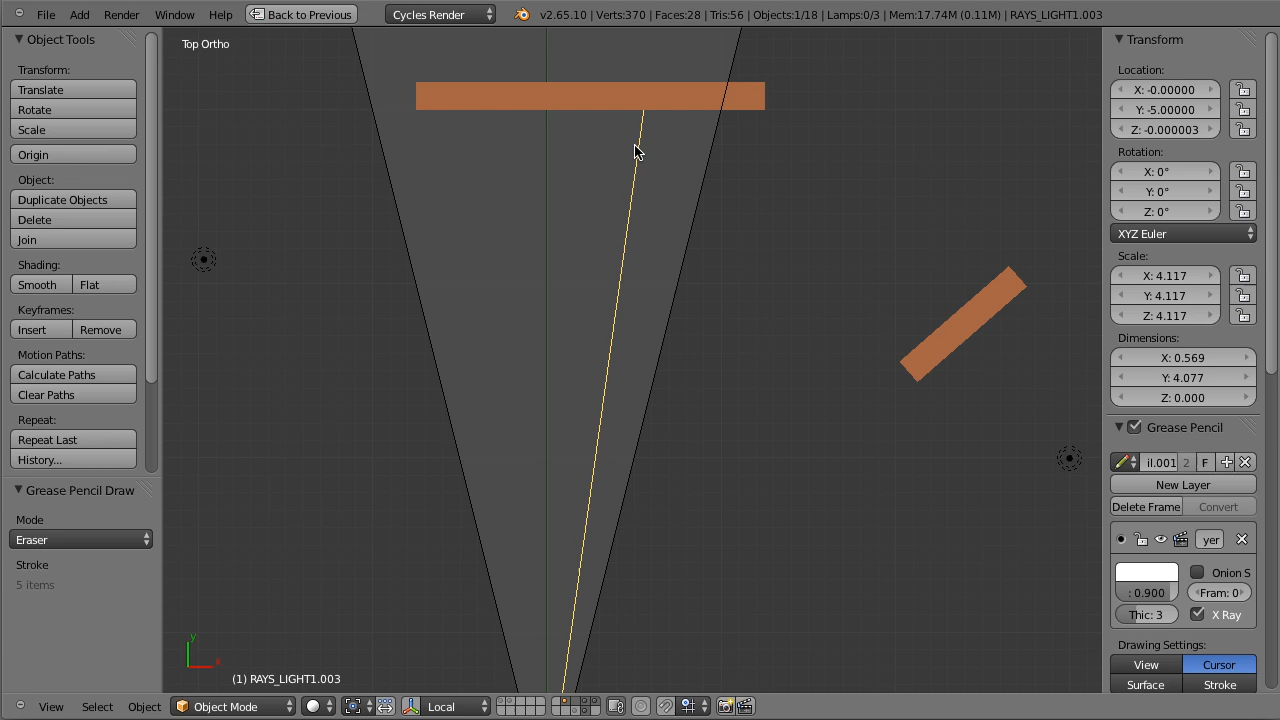 File Add Render Window Help Back to Previous Cycles Render v2.65.10 | Verts:370 | Faces:28 | Tris:56 | Objects:1/18 | Lamps:0/3 | Mem:17.74M (0.11M) | RAYS_LIGHT1.003
Object Tools
Transform:
Translate
Rotate
Scale
Origin
Object:
Duplicate Objects
Delete
Join
Shading:
Smooth Flat
Keyframes:
Insert Remove
Motion Paths:
Calculate Paths
Clear Paths
Repeat:
Repeat Last
History...
Grease Pencil Draw
Mode
Eraser
Stroke
5 items
Top Ortho
y
x
(1) RAYS_LIGHT1.003
Transform
Location:
X: -0.00000
Y: -5.00000
Z: -0.000003
Rotation:
X: 0°
Y: 0°
Z: 0°
XYZ Euler
Scale:
X: 4.117
Y: 4.117
Z: 4.117
Dimensions:
X: 0.569
Y: 4.077
Z: 0.000
Grease Pencil
il.001 2 F
New Layer
Delete Frame Convert
yer
Onion S
: 0.900 Fram: 0
Thic: 3 X Ray
Drawing Settings:
View Cursor
Surface Stroke
View Select Object Object Mode Local